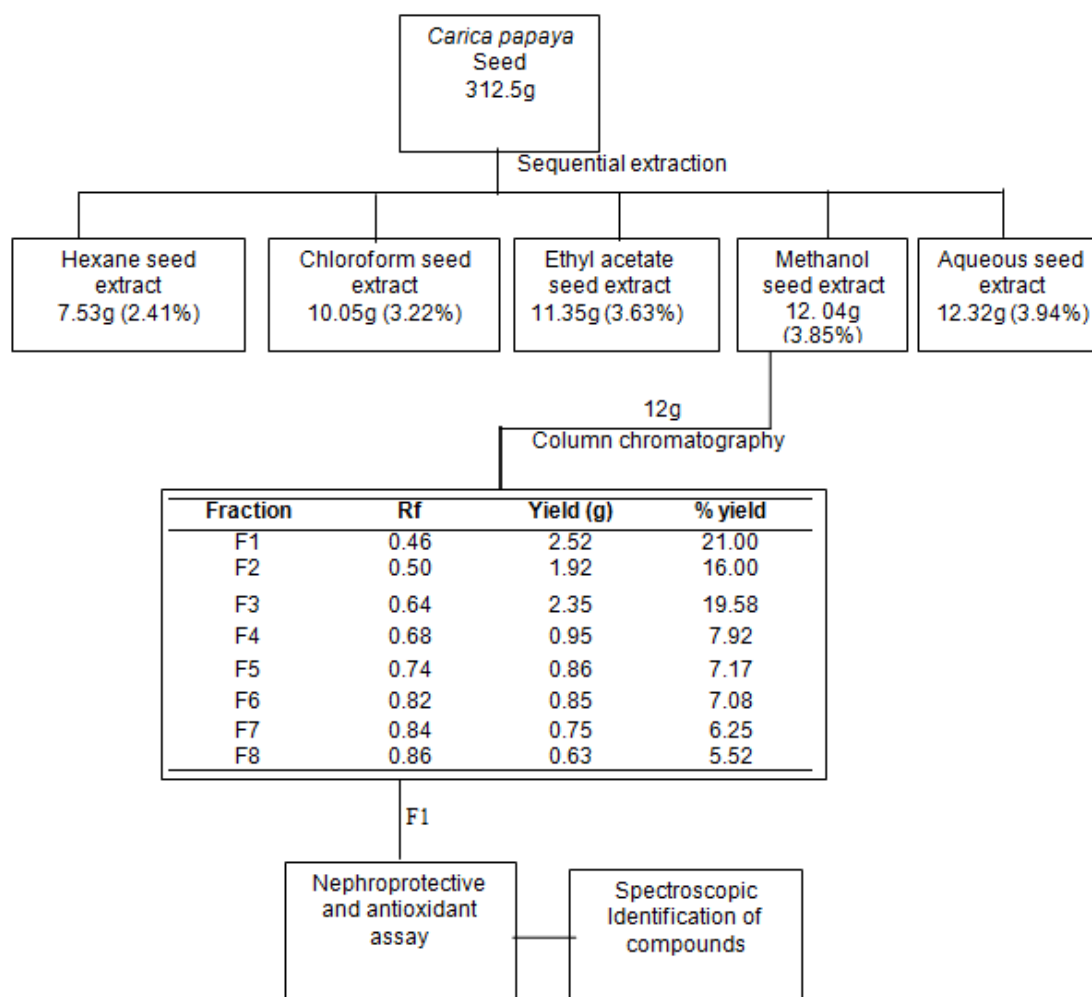 Carica papaya
Seed
312.5g
Sequential extraction
Hexane seed
extract
7.53g (2.41%)
Chloroform seed
extract
10.05g (3.22%)
Ethyl acetate
seed extract
11.35g (3.63%)
Methanol
seed extract
12. 04g
(3.85%)
Aqueous seed
extract
12.32g (3.94%)
12g
Column chromatography
Fraction Rf Yield (g) % yield
F1 0.46 2.52 21.00
F2 0.50 1.92 16.00
F3 0.64 2.35 19.58
F4 0.68 0.95 7.92
F5 0.74 0.86 7.17
F6 0.82 0.85 7.08
F7 0.84 0.75 6.25
F8 0.86 0.63 5.52
F1
Nephroprotective
and antioxidant
assay
Spectroscopic
Identification of
compounds